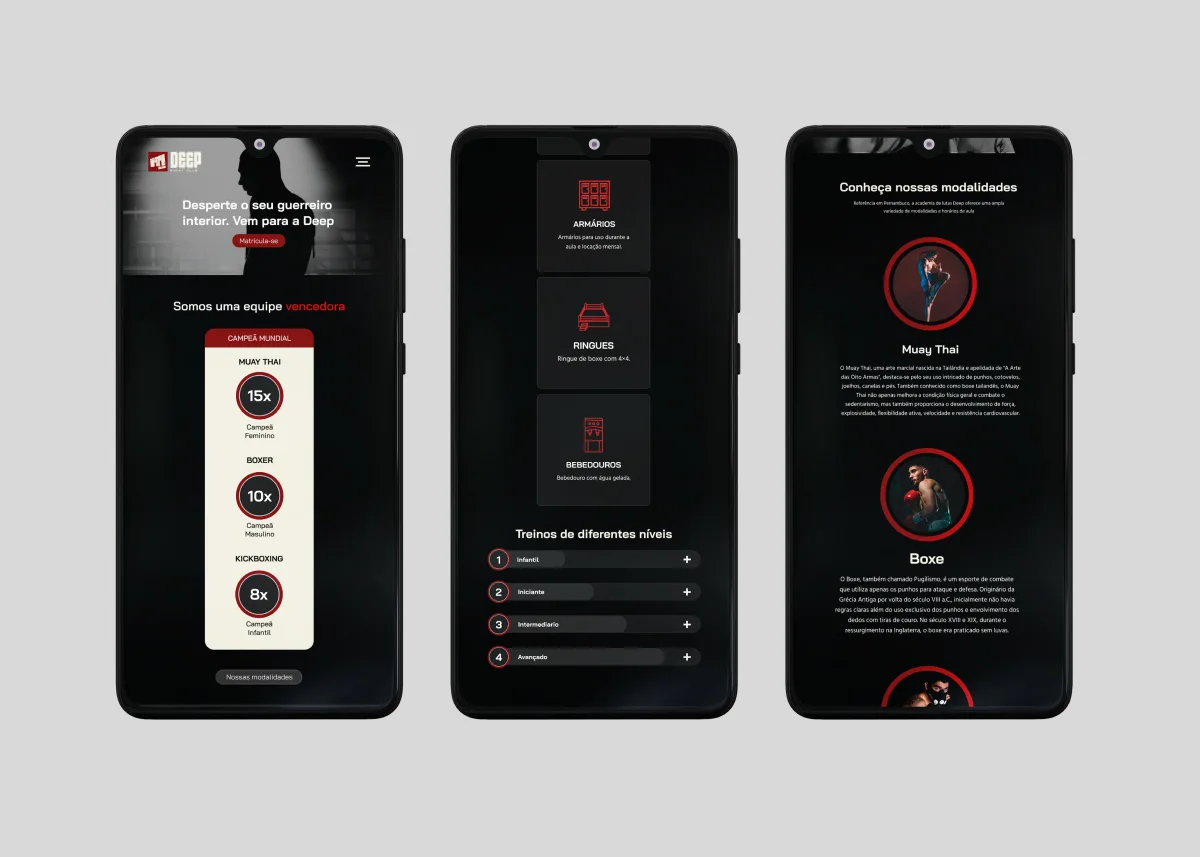 DEEP
FIGHT CLUB
Desperte o seu guerreiro
interior. Vem para a Deep
Matricula-se
Somos uma equipe vencedora
CAMPEÃ MUNDIAL
MUAY THAI
15x
Campeã
Feminino
BOXER
10x
Campeã
Masulino
KICKBOXING
8x
Campeã
Infantil
Nossas modalidades
ARMÁRIOS
Armários para uso durante a
aula e locação mensal.
RINGUES
Ringue de boxe com 4x4.
BEBEDOUROS
Bebedouro com água gelada.
Treinos de diferentes níveis
1 Infantil +
2 Iniciante +
3 Intermediario +
4 Avançado +
Conheça nossas modalidades
Referência em Pernambuco, a academia de lutas Deep oferece uma ampla
variedade de modalidades e horários de aula
Muay Thai
O Muay Thai, uma arte marcial nascida na Tailândia e apelidada de "A Arte
das Oito Armas", destaca-se pelo seu uso intricado de punhos, cotovelos,
joelhos, canelas e pés. Também conhecido como boxe tailandês, o Muay
Thai não apenas melhora a condição física geral e combate o
sedentarismo, mas também proporciona o desenvolvimento de força,
explosividade, flexibilidade ativa, velocidade e resistência cardiovascular.
Boxe
O Boxe, também chamado Pugilismo, é um esporte de combate
que utiliza apenas os punhos para ataque e defesa. Originário da
Grécia Antiga por volta do século VIII a.C., inicialmente não havia
regras claras além do uso exclusivo dos punhos e envolvimento dos
dedos com tiras de couro. No século XVIII e XIX, durante o
ressurgimento na Inglaterra, o boxe era praticado sem luvas.